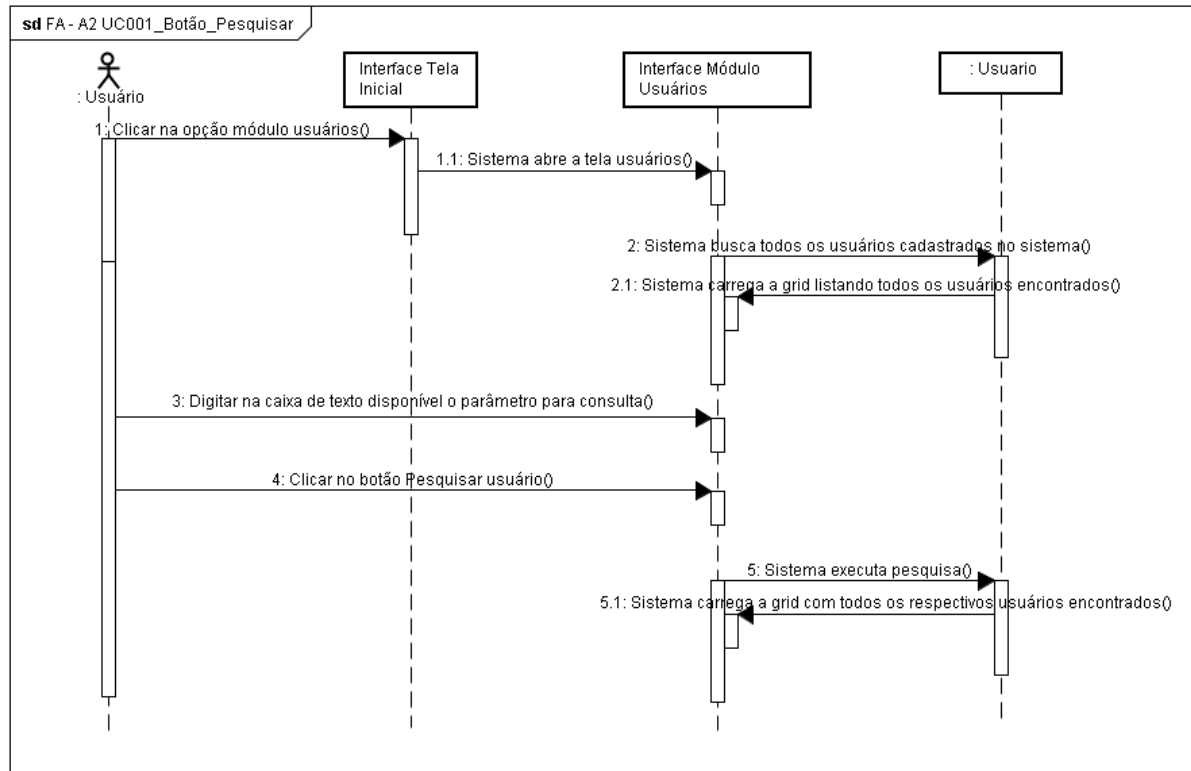 sd FA - A2 UC001_Botão_Pesquisar
: Usuário
Interface Tela
Inicial
Interface Módulo
Usuários
: Usuario
1: Clicar na opção módulo usuários()
1.1: Sistema abre a tela usuários()
2: Sistema busca todos os usuários cadastrados no sistema()
2.1: Sistema carrega a grid listando todos os usuários encontrados()
3: Digitar na caixa de texto disponível o parâmetro para consulta()
4: Clicar no botão Pesquisar usuário()
5: Sistema executa pesquisa()
5.1: Sistema carrega a grid com todos os respectivos usuários encontrados()